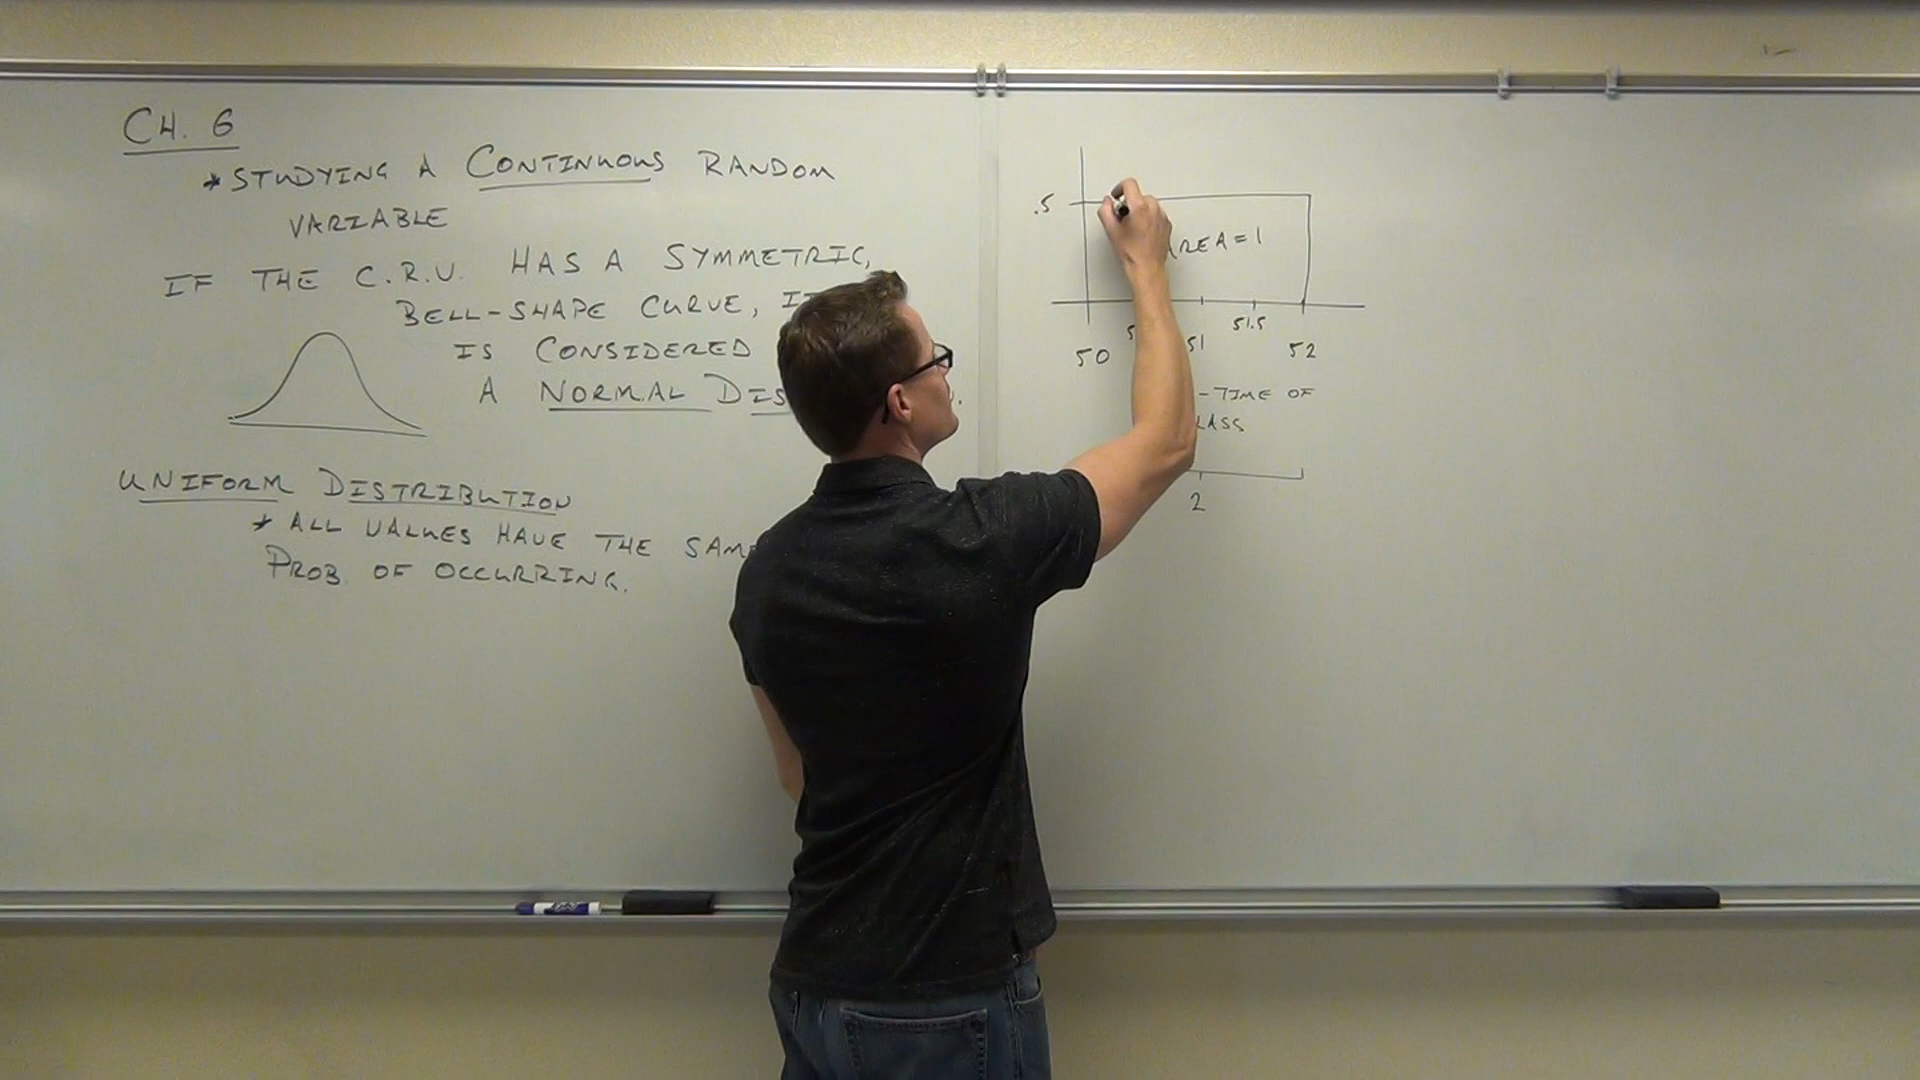 CH. 6
* STUDYING A CONTINUOUS RANDOM
VARIABLE
IF THE C.R.V. HAS A SYMMETRIC,
BELL-SHAPE CURVE,
IS CONSIDERED
A NORMAL
UNIFORM DISTRIBUTION
* ALL VALUES HAVE THE SAME
PROB. OF OCCURRING.
.5
AREA = 1
50 51 51.5 52
- TIME OF
2